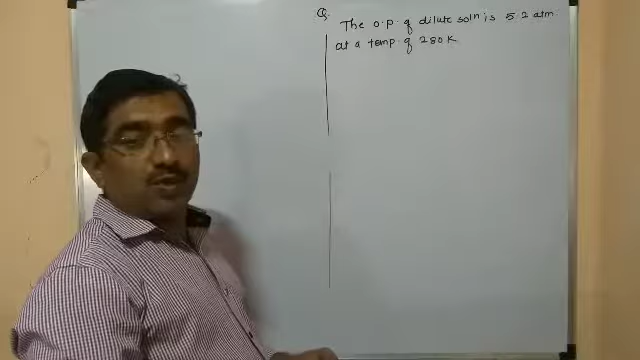 Q. The o.p. of dilute soln is 5.2 atm
at a temp. of 280 K